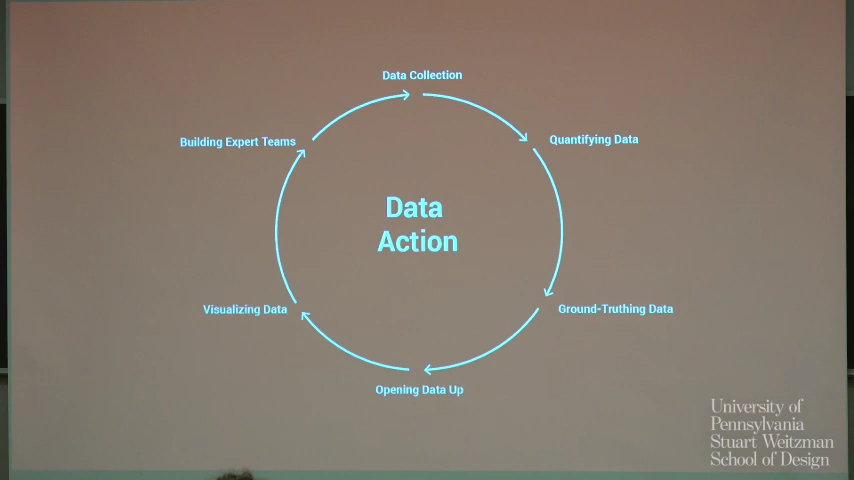 Data Collection
Building Expert Teams
Quantifying Data
Data
Action
Visualizing Data
Ground-Truthing Data
Opening Data Up
University of
Pennsylvania
Stuart Weitzman
School of Design